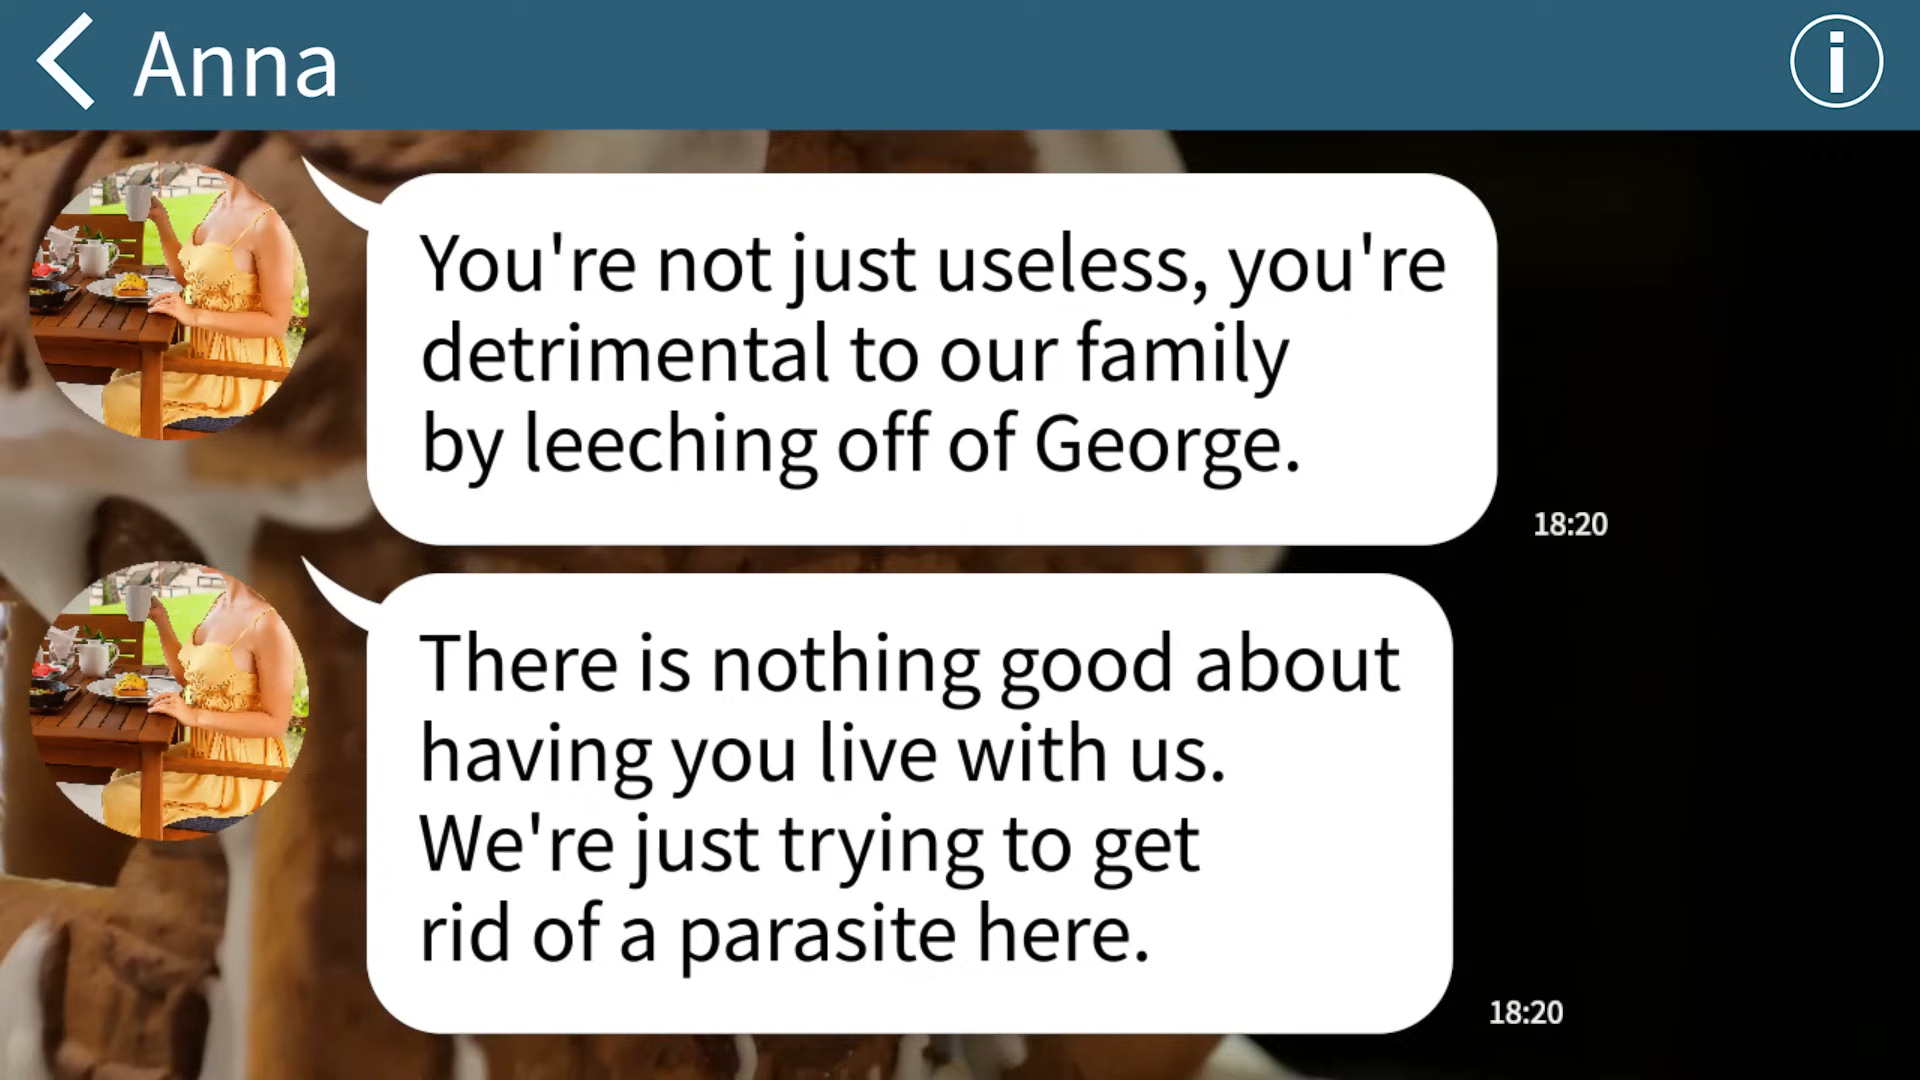 Anna
You're not just useless, you're
detrimental to our family
by leeching off of George.
18:20
There is nothing good about
having you live with us.
We're just trying to get
rid of a parasite here.
18:20